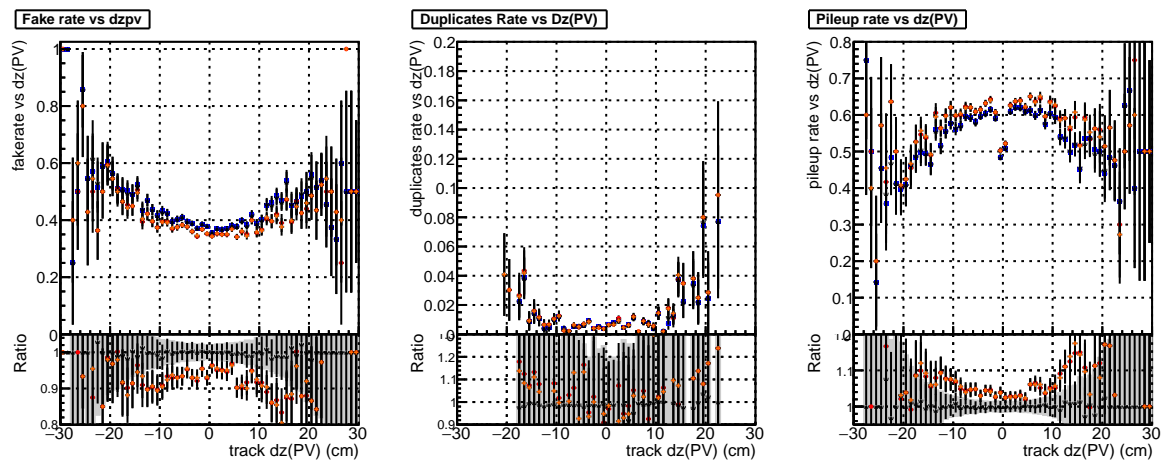 Fake rate vs dzpv
fakerate vs dz(PV)
1
0.8
0.6
0.4
0.2
0
Ratio
1
0.9
0.8
−30 −20 −10 0 10 20 30
track dz(PV) (cm)
Duplicates Rate vs Dz(PV)
duplicates rate vs dz(PV)
0.2
0.18
0.16
0.14
0.12
0.1
0.08
0.06
0.04
0.02
0
Ratio
1.2
1.1
1
0.9
−30 −20 −10 0 10 20 30
track dz(PV) (cm)
Pileup rate vs dz(PV)
pileup rate vs dz(PV)
0.8
0.7
0.6
0.5
0.4
0.3
0.2
0.1
0
Ratio
1.1
1
−30 −20 −10 0 10 20 30
track dz(PV) (cm)